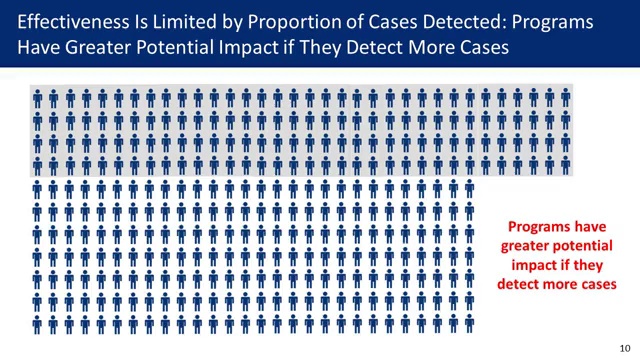 Effectiveness Is Limited by Proportion of Cases Detected: Programs
Have Greater Potential Impact if They Detect More Cases
Programs have
greater potential
impact if they
detect more cases
10